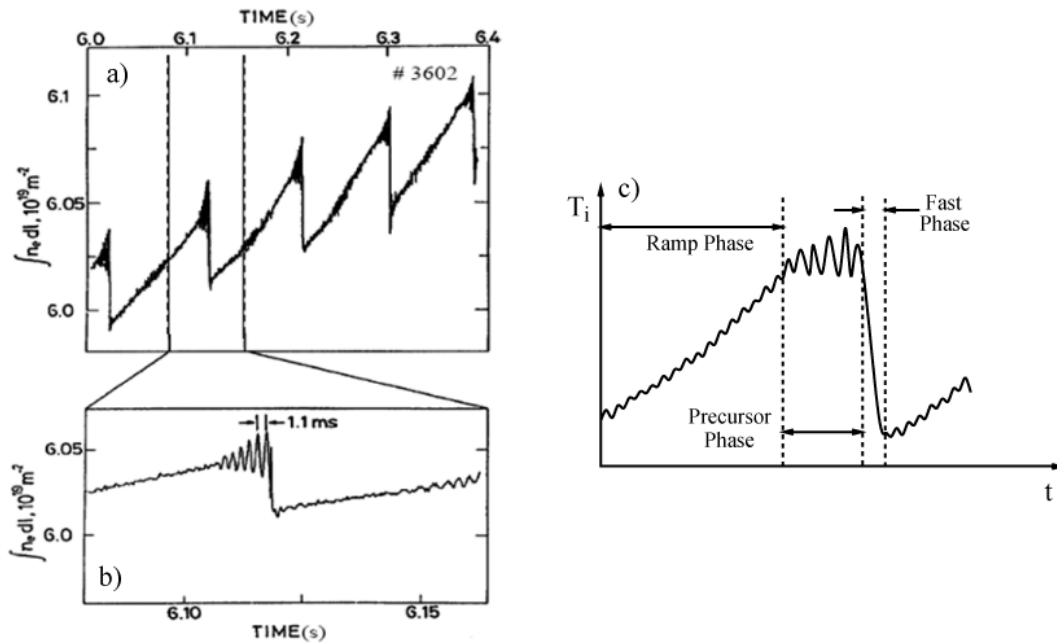 TIME(s)
6.0 6.1 6.2 6.3 6.4
a)
# 3602
6.1
6.05
6.0
∫nₑdl, 10¹⁹m⁻²
1.1 ms
6.05
6.0
∫nₑdl, 10¹⁹m⁻²
b)
6.10 6.15
TIME(s)
c)
Tᵢ
Fast
Phase
Ramp Phase
Precursor
Phase
t